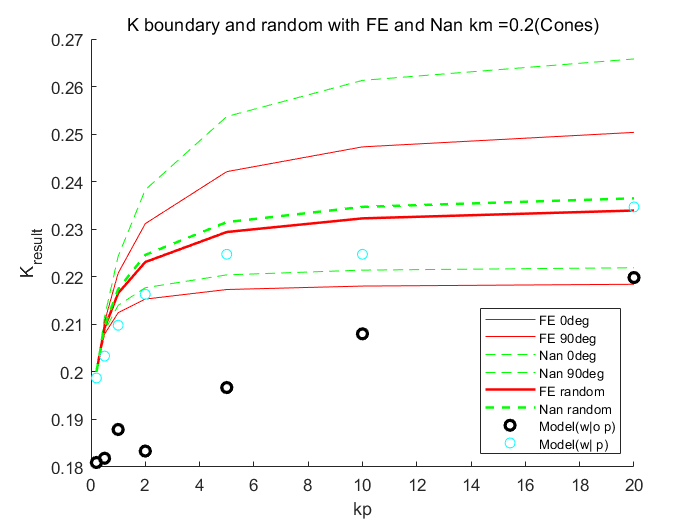 K boundary and random with FE and Nan km =0.2(Cones)
0.27
0.26
0.25
0.24
0.23
0.22
0.21
0.2
0.19
0.18
K_result
FE 0deg
FE 90deg
Nan 0deg
Nan 90deg
FE random
Nan random
Model(w|o p)
Model(w| p)
0 2 4 6 8 10 12 14 16 18 20
kp